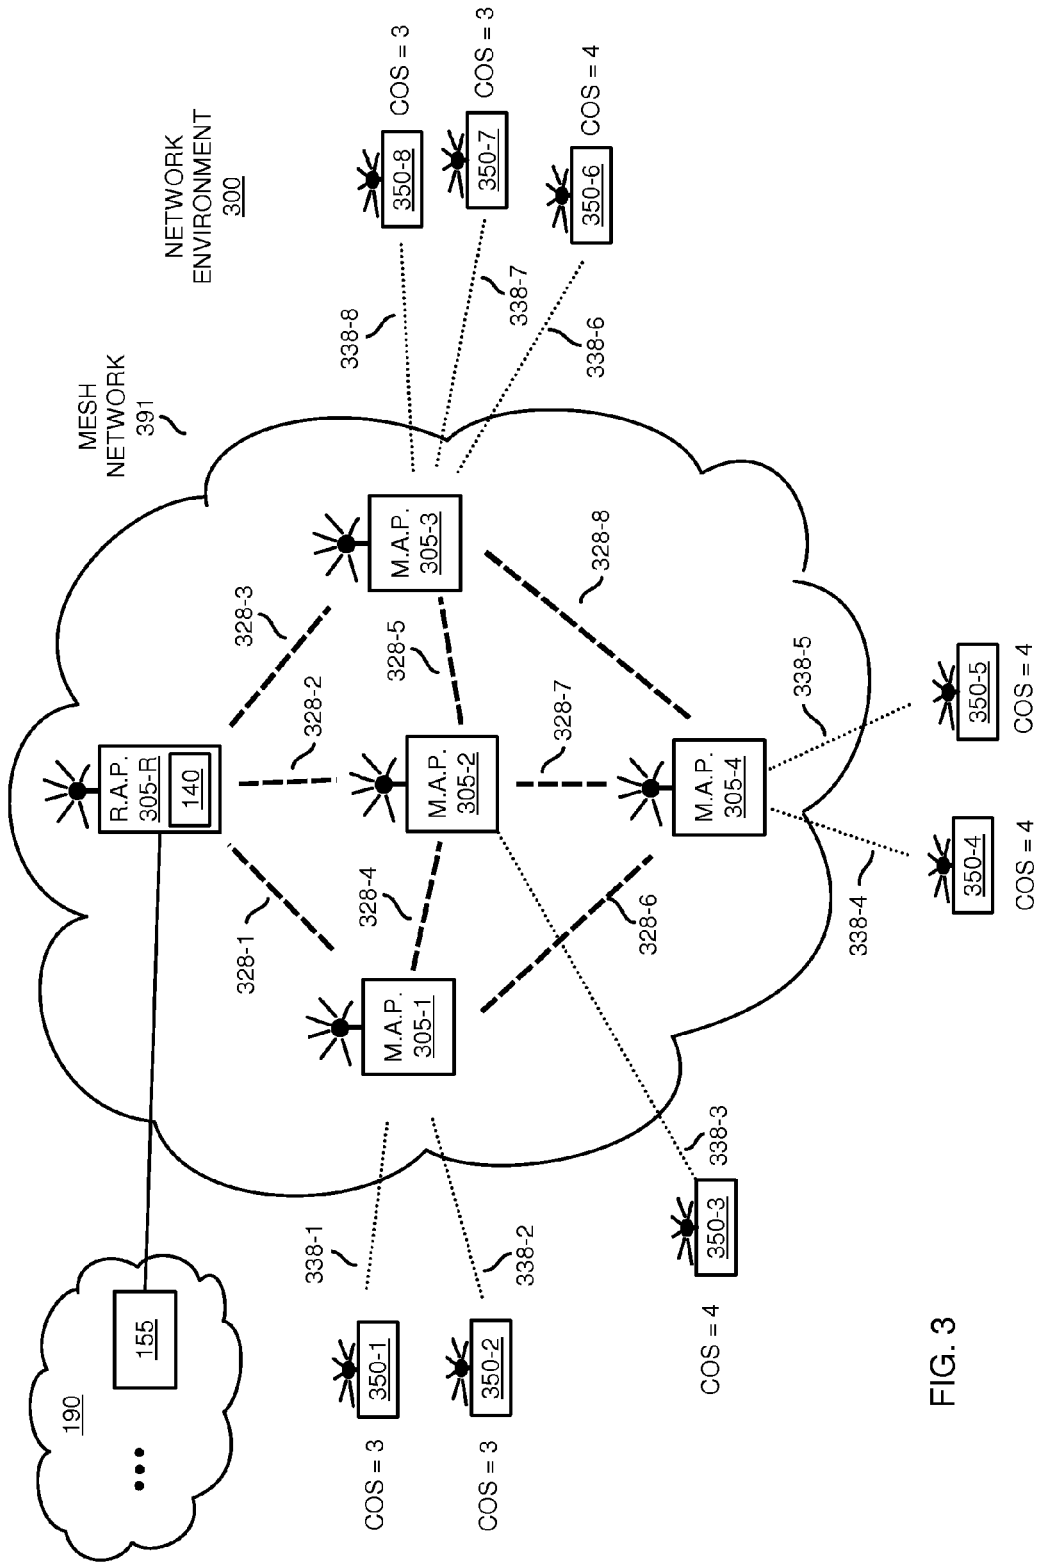 NETWORK
ENVIRONMENT
300
MESH
NETWORK
391
190
155
R.A.P.
305-R
140
328-1
328-2
328-3
M.A.P.
305-1
M.A.P.
305-2
M.A.P.
305-3
328-4
328-5
328-6
328-7
328-8
M.A.P.
305-4
338-1
338-2
338-3
338-4
338-5
338-6
338-7
338-8
350-1
COS = 3
350-2
COS = 3
350-3
COS = 4
350-4
COS = 4
350-5
COS = 4
350-6
COS = 4
350-7
COS = 3
350-8
COS = 3
FIG. 3